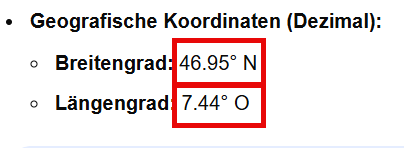 Geografische Koordinaten (Dezimal):
Breitengrad: 46.95° N
Längengrad: 7.44° O